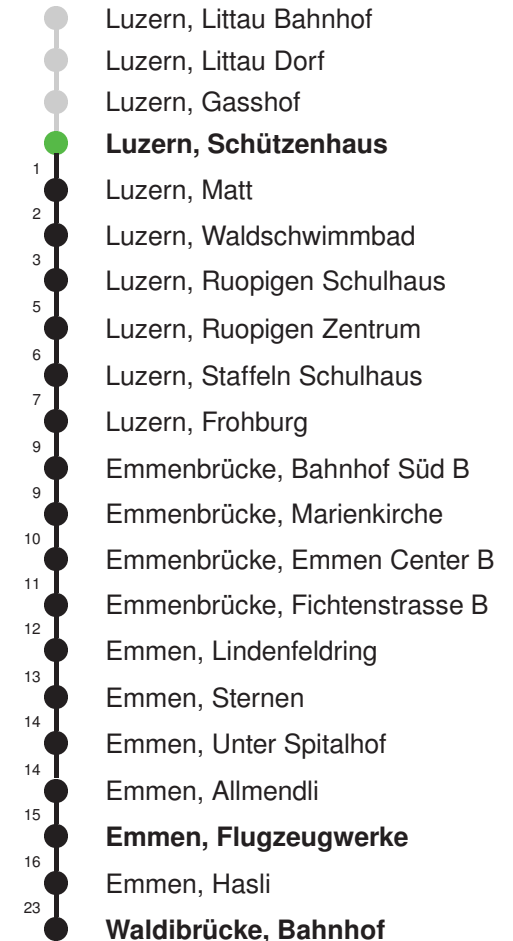 Luzern, Littau Bahnhof
Luzern, Littau Dorf
Luzern, Gasshof
Luzern, Schützenhaus
1
Luzern, Matt
2
Luzern, Waldschwimmbad
3
Luzern, Ruopigen Schulhaus
5
Luzern, Ruopigen Zentrum
6
Luzern, Staffeln Schulhaus
7
Luzern, Frohburg
9
Emmenbrücke, Bahnhof Süd B
9
Emmenbrücke, Marienkirche
10
Emmenbrücke, Emmen Center B
11
Emmenbrücke, Fichtenstrasse B
12
Emmen, Lindenfeldring
13
Emmen, Sternen
14
Emmen, Unter Spitalhof
14
Emmen, Allmendli
15
Emmen, Flugzeugwerke
16
Emmen, Hasli
23
Waldibrücke, Bahnhof